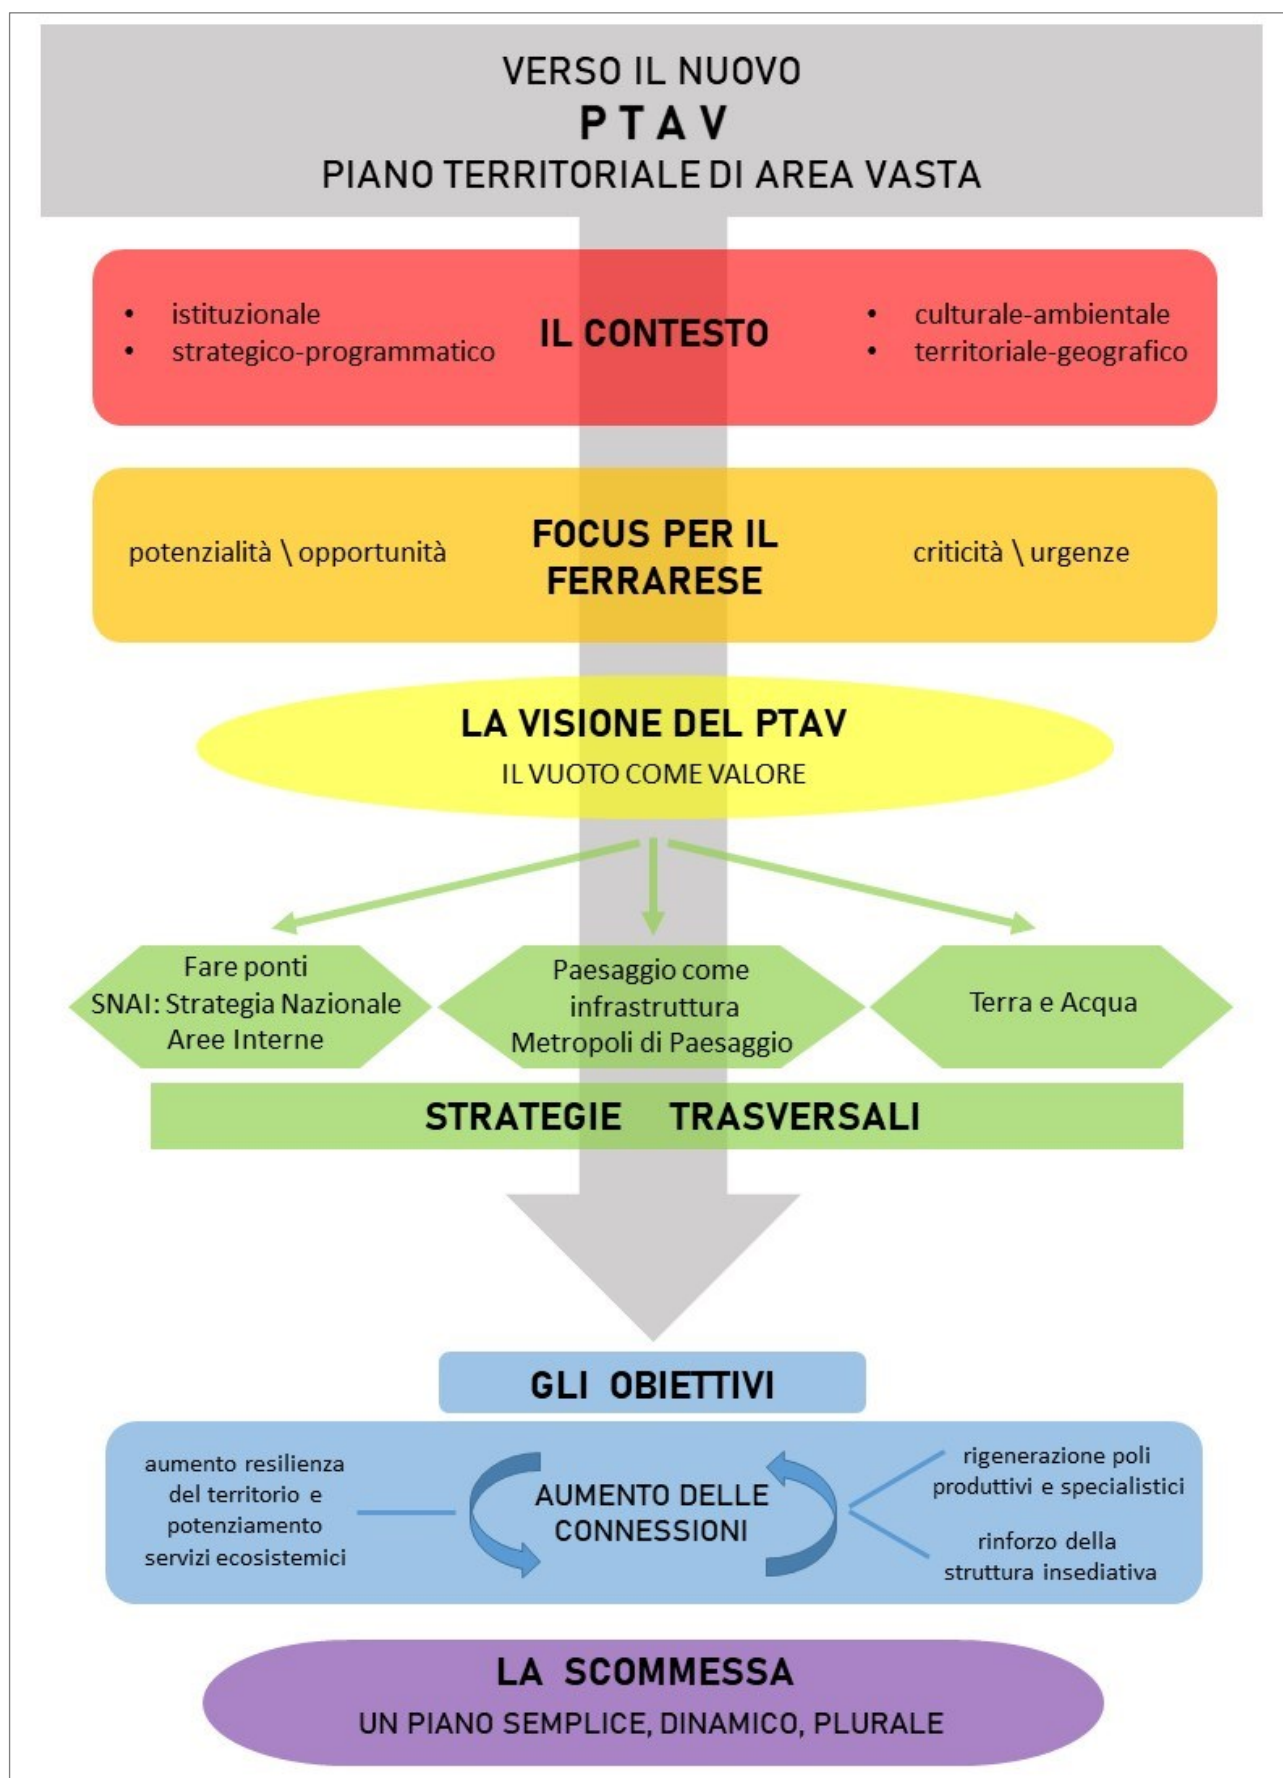 VERSO IL NUOVO
P T A V
PIANO TERRITORIALE DI AREA VASTA
• istituzionale
• strategico-programmatico
IL CONTESTO
• culturale-ambientale
• territoriale-geografico
potenzialità \ opportunità
FOCUS PER IL
FERRARESE
criticità \ urgenze
LA VISIONE DEL PTAV
IL VUOTO COME VALORE
Fare ponti
SNAI: Strategia Nazionale
Aree Interne
Paesaggio come
infrastruttura
Metropoli di Paesaggio
Terra e Acqua
STRATEGIE TRASVERSALI
GLI OBIETTIVI
aumento resilienza
del territorio e
potenziamento
servizi ecosistemici
AUMENTO DELLE
CONNESSIONI
rigenerazione poli
produttivi e specialistici
rinforzo della
struttura insediativa
LA SCOMMESSA
UN PIANO SEMPLICE, DINAMICO, PLURALE